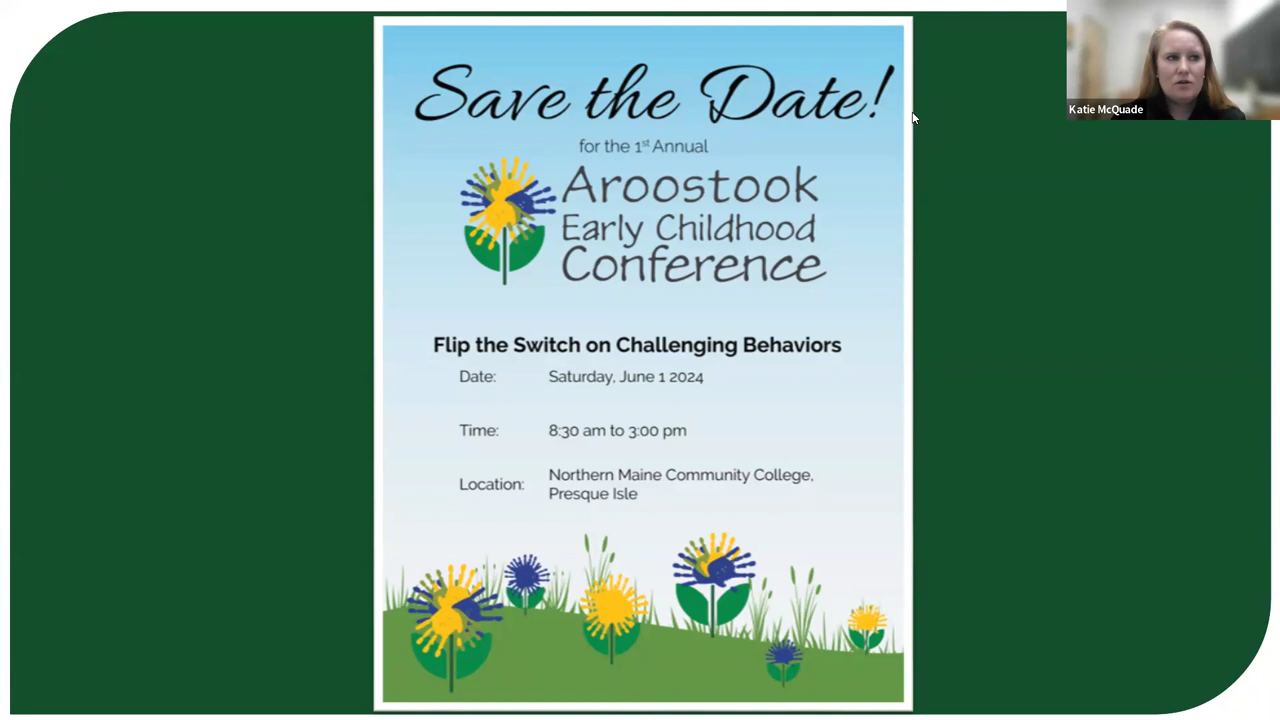 Save the Date!
for the 1st Annual
Aroostook
Early Childhood
Conference
Flip the Switch on Challenging Behaviors
Date: Saturday, June 1 2024
Time: 8:30 am to 3:00 pm
Location: Northern Maine Community College,
Presque Isle
Katie McQuade